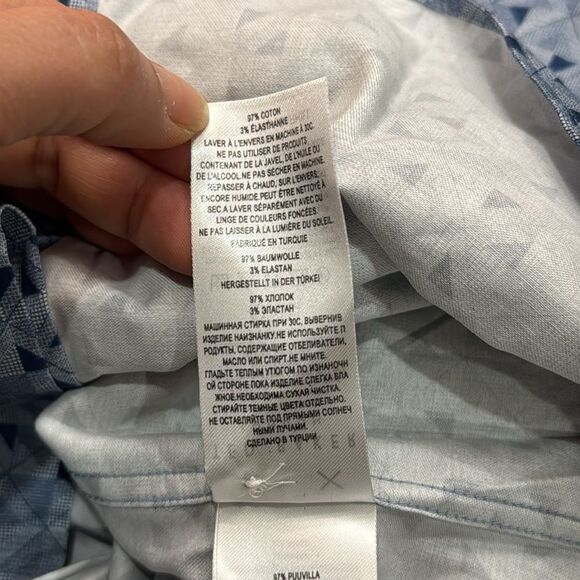 97% COTON
3% ÉLASTHANNE
LAVER À L'ENVERS EN MACHINE À 30C.
NE PAS UTILISER DE PRODUITS
CONTENANT DE LA JAVEL, DE L'HUILE OU
DE L'ALCOOL.NE PAS SÉCHER EN MACHINE.
REPASSER À CHAUD, SUR L'ENVERS,
ENCORE HUMIDE.PEUT ÊTRE NETTOYÉ À
SEC A LAVER SÉPARÉMENT AVEC DU
LINGE DE COULEURS FONCÉES.
NE PAS LAISSER À LA LUMIÈRE DU SOLEIL.
FABRIQUÉ EN TURQUIE
97% BAUMWOLLE
3% ELASTAN
HERGESTELLT IN DER TÜRKEI
97% ХЛОПОК
3% ЭЛАСТАН
МАШИННАЯ СТИРКА ПРИ 30С, ВЫВЕРНИВ
ИЗДЕЛИЕ НАИЗНАНКУ.НЕ ИСПОЛЬЗУЙТЕ П
РОДУКТЫ, СОДЕРЖАЩИЕ ОТБЕЛИВАТЕЛИ,
МАСЛО ИЛИ СПИРТ.НЕ МНИТЕ.
ГЛАДЬТЕ ТЕПЛЫМ УТЮГОМ ПО ИЗНАНОЧН
ОЙ СТОРОНЕ ПОКА ИЗДЕЛИЕ СЛЕГКА ВЛА
ЖНОЕ.НЕОБХОДИМА СУХАЯ ЧИСТКА.
СТИРАЙТЕ ТЕМНЫЕ ЦВЕТА ОТДЕЛЬНО.
НЕ ОСТАВЛЯЙТЕ ПОД ПРЯМЫМИ СОЛНЕЧ
НЫМИ ЛУЧАМИ.
СДЕЛАНО В ТУРЦИИ
TED BAKER
97% PUUVILLA